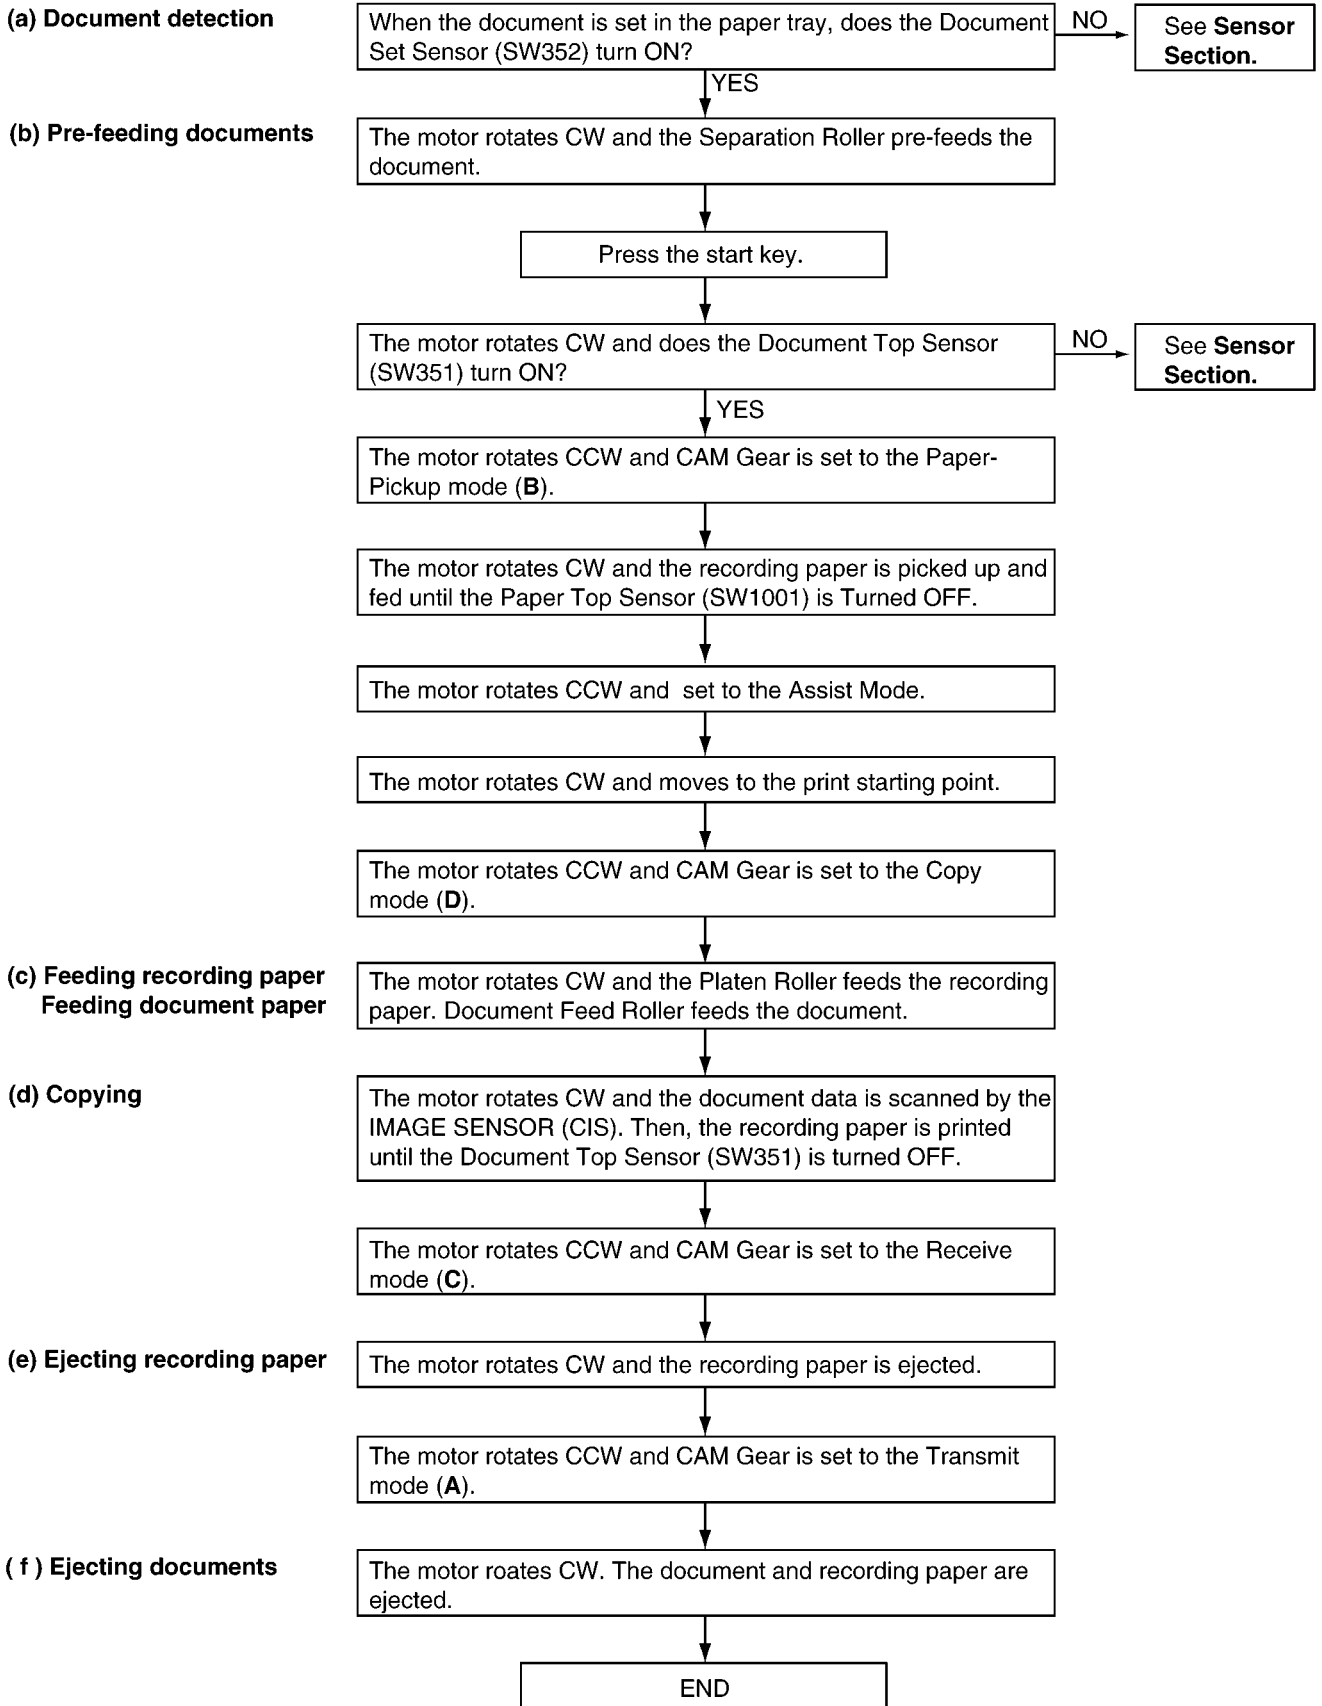 (a) Document detection
When the document is set in the paper tray, does the Document
Set Sensor (SW352) turn ON?
NO
See Sensor
Section.
YES
(b) Pre-feeding documents
The motor rotates CW and the Separation Roller pre-feeds the
document.
Press the start key.
The motor rotates CW and does the Document Top Sensor
(SW351) turn ON?
NO
See Sensor
Section.
YES
The motor rotates CCW and CAM Gear is set to the Paper-
Pickup mode (B).
The motor rotates CW and the recording paper is picked up and
fed until the Paper Top Sensor (SW1001) is Turned OFF.
The motor rotates CCW and  set to the Assist Mode.
The motor rotates CW and moves to the print starting point.
The motor rotates CCW and CAM Gear is set to the Copy
mode (D).
(c) Feeding recording paper
Feeding document paper
The motor rotates CW and the Platen Roller feeds the recording
paper. Document Feed Roller feeds the document.
(d) Copying
The motor rotates CW and the document data is scanned by the
IMAGE SENSOR (CIS). Then, the recording paper is printed
until the Document Top Sensor (SW351) is turned OFF.
The motor rotates CCW and CAM Gear is set to the Receive
mode (C).
(e) Ejecting recording paper
The motor rotates CW and the recording paper is ejected.
The motor rotates CCW and CAM Gear is set to the Transmit
mode (A).
( f ) Ejecting documents
The motor roates CW. The document and recording paper are
ejected.
END